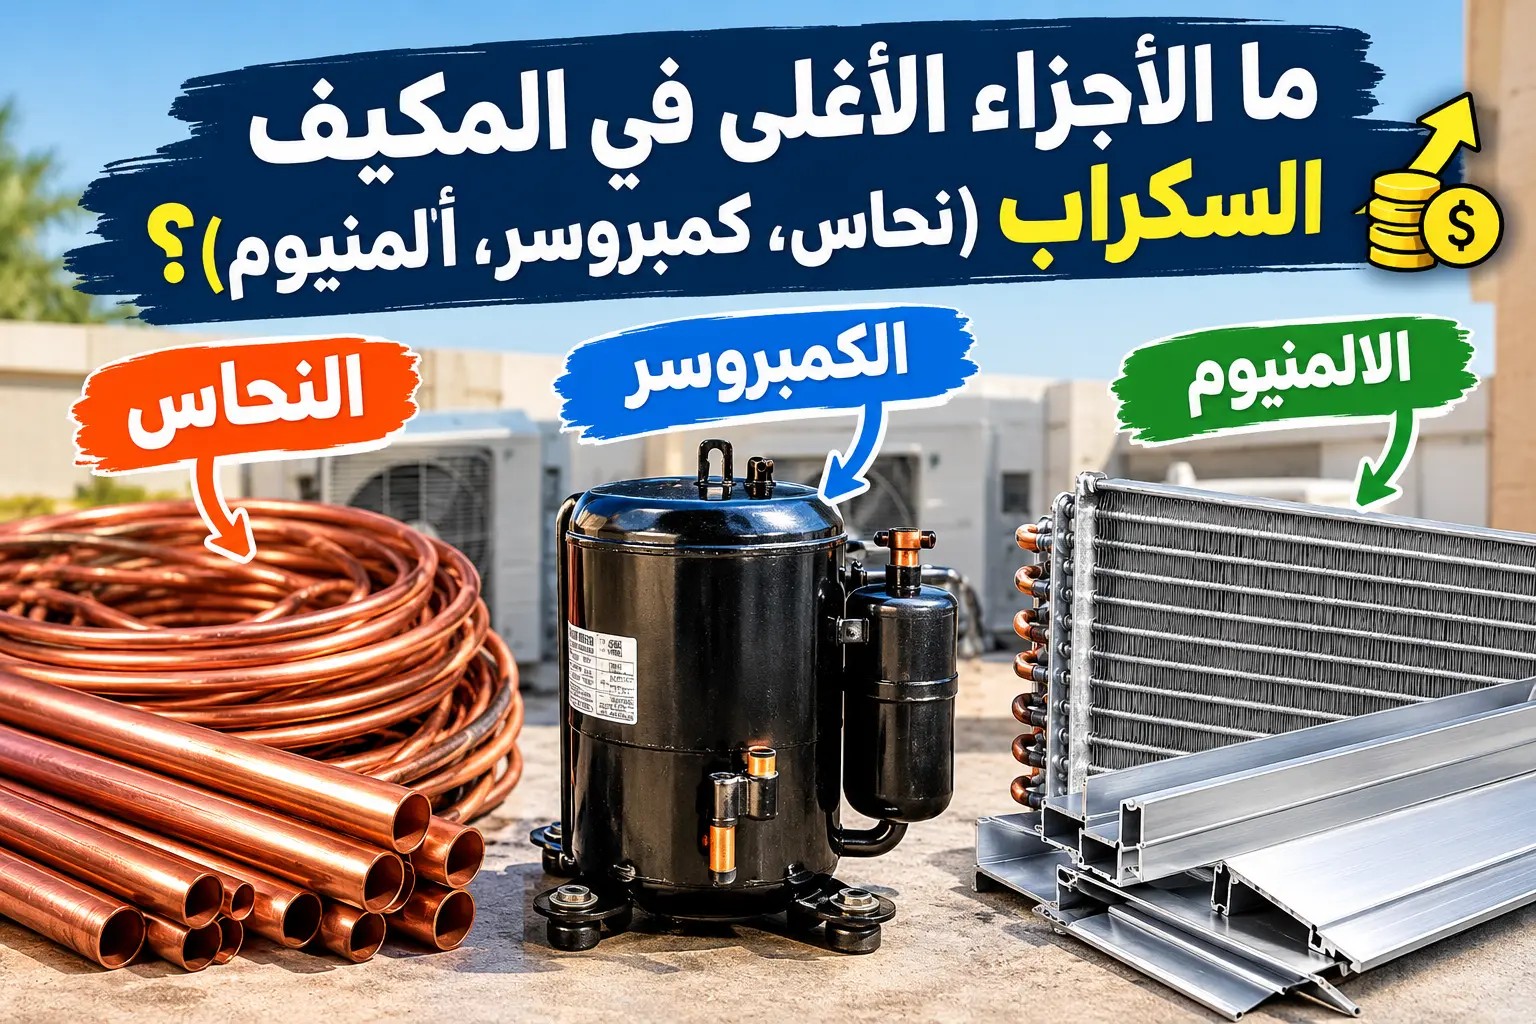 ما الأجزاء الأغلى في المكيف
السكراب (نحاس، كمبروسر، ألمنيوم)؟
النحاس
الكمبروسر
الالمنيوم
$